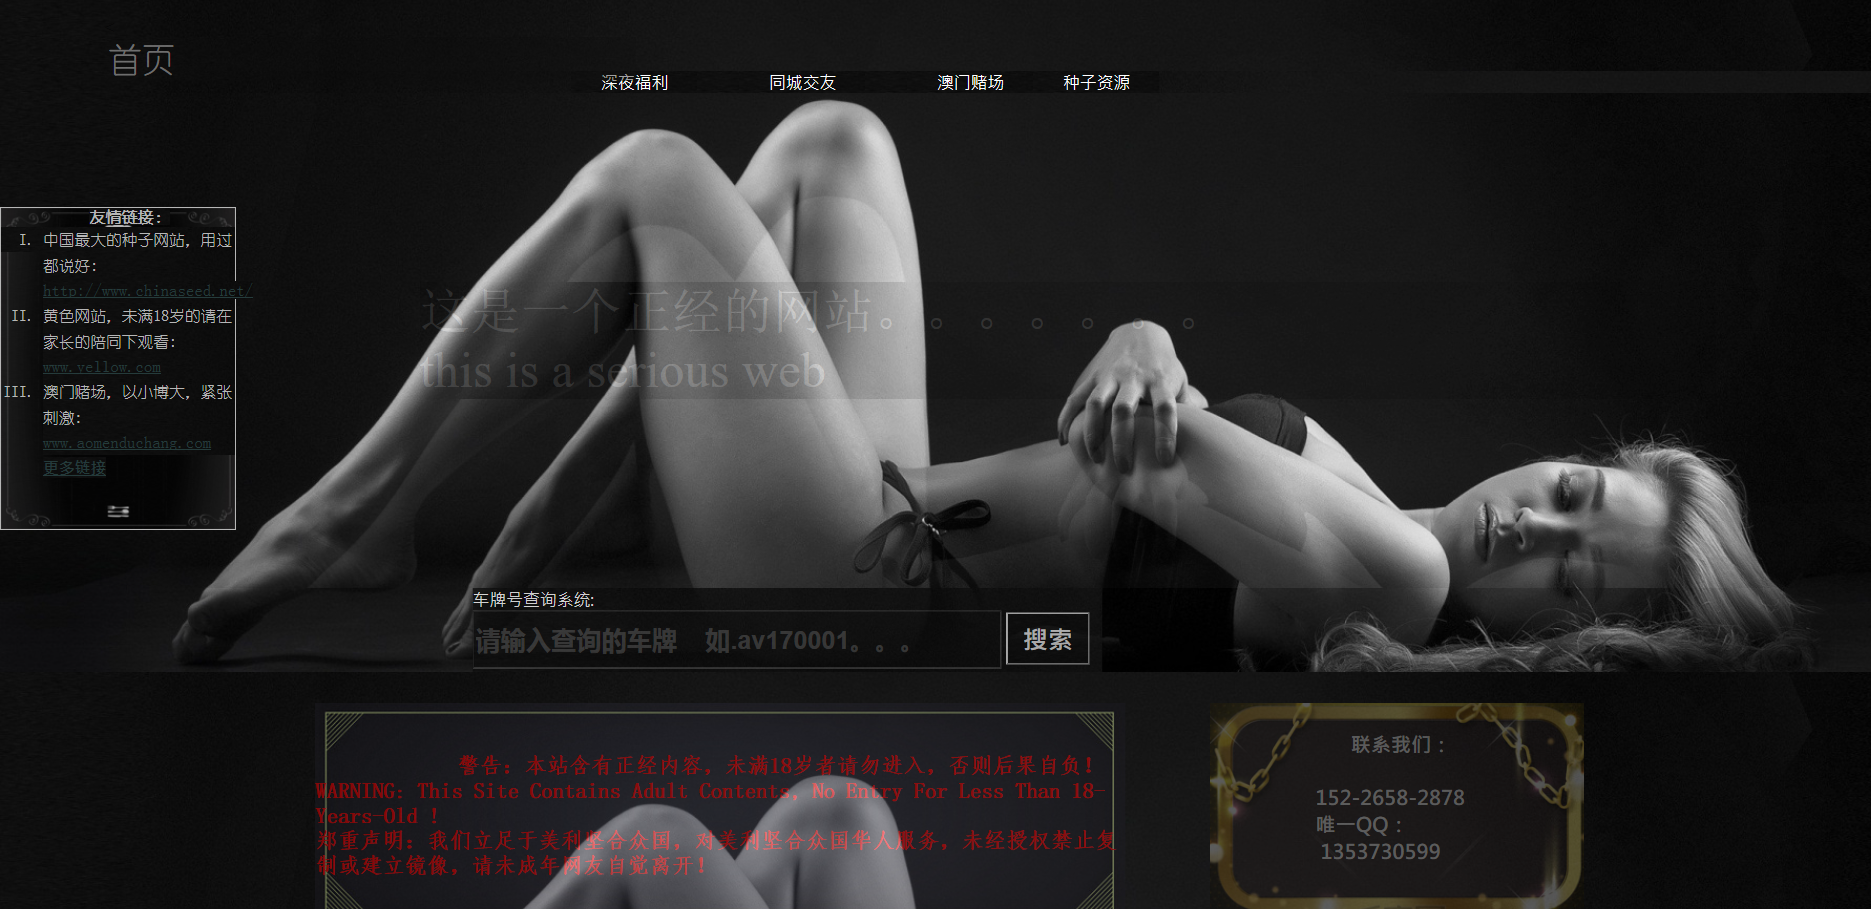 首页
深夜福利 同城交友 澳门赌场 种子资源
友情链接:
I. 中国最大的种子网站, 用过
都说好:
http://www.chinaseed.net/
II. 黄色网站, 未满18岁的请在
家长的陪同下观看:
www.yellow.com
III. 澳门赌场, 以小博大, 紧张
刺激:
www.aomenduchang.com
更多链接
这是一个正经的网站。。。。。。。
this is a serious web
车牌号查询系统:
请输入查询的车牌 如.av170001。。。
搜索
警告: 本站含有正经内容, 未满18岁者请勿进入, 否则后果自负!
WARNING: This Site Contains Adult Contents, No Entry For Less Than 18-
Years-Old !
郑重声明: 我们立足于美利坚合众国, 对美利坚合众国华人服务, 未经授权禁止复
制或建立镜像, 请未成年网友自觉离开!
联系我们：
152-2658-2878
唯一QQ：
1353730599